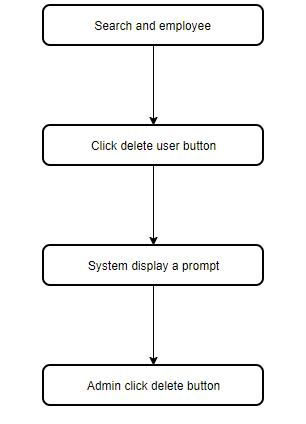 Search and employee
Click delete user button
System display a prompt
Admin click delete button